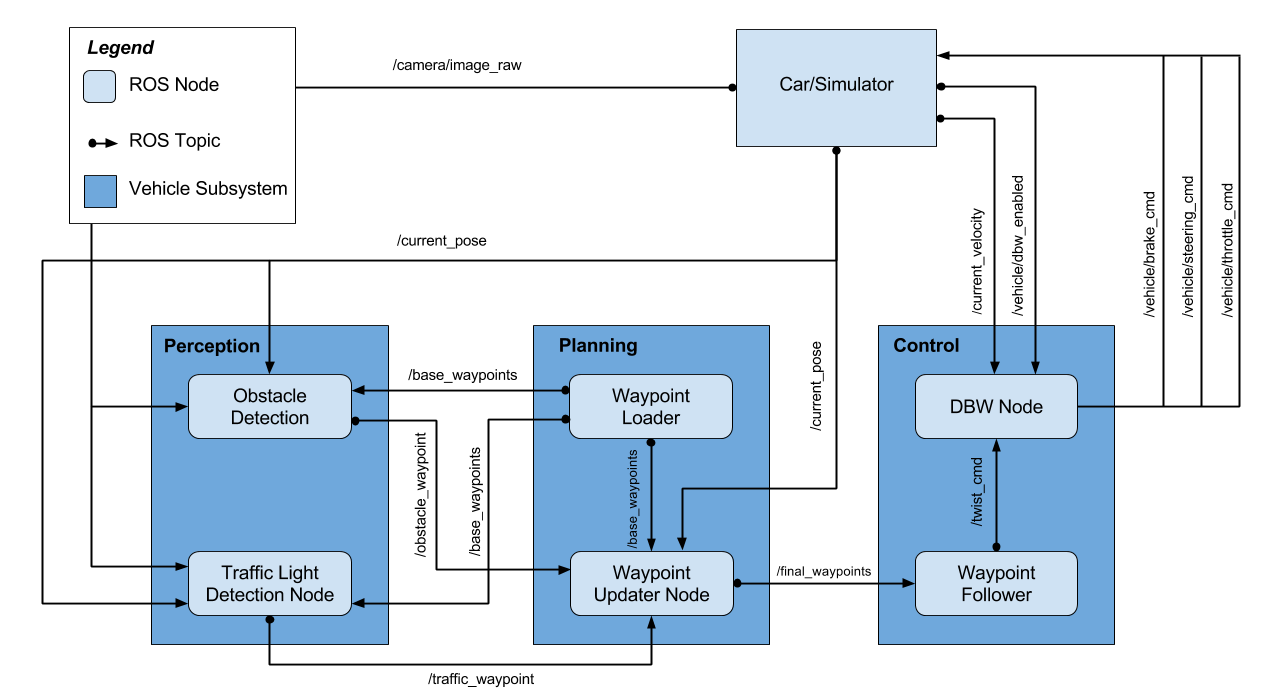 Legend
ROS Node
ROS Topic
Vehicle Subsystem
/camera/image_raw
Car/Simulator
/current_pose
/current_velocity
/vehicle/dbw_enabled
/vehicle/brake_cmd
/vehicle/steering_cmd
/vehicle/throttle_cmd
Perception
Obstacle
Detection
Traffic Light
Detection Node
/base_waypoints
/obstacle_waypoint
/base_waypoints
/traffic_waypoint
Planning
Waypoint
Loader
/base_waypoints
/current_pose
Waypoint
Updater Node
/final_waypoints
Control
DBW Node
/twist_cmd
Waypoint
Follower